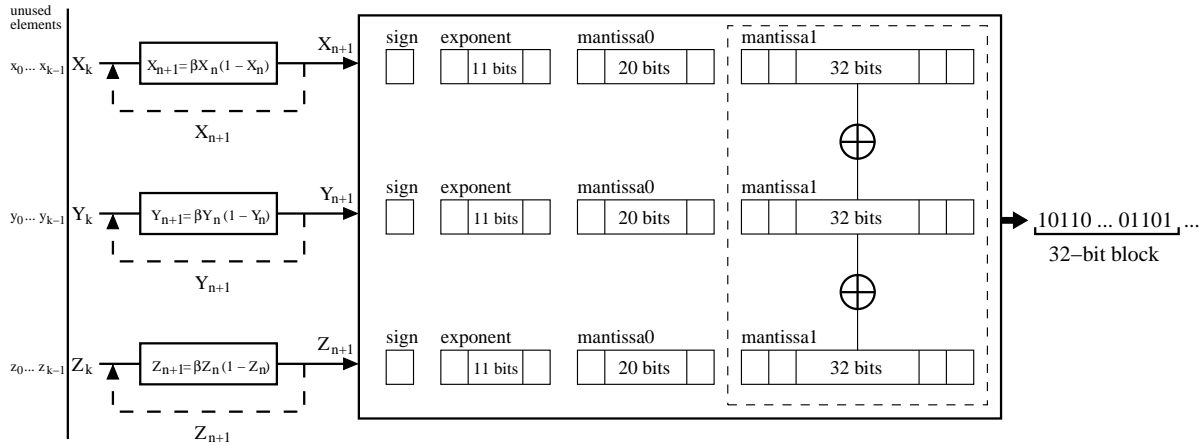 unused
elements
x0... xk−1 Xk
Xn+1=βXn(1 − Xn)
Xn+1
Xn+1
sign exponent mantissa0 mantissa1
11 bits 20 bits 32 bits
y0... yk−1 Yk
Yn+1=βYn(1 − Yn)
Yn+1
Yn+1
sign exponent mantissa0 mantissa1
11 bits 20 bits 32 bits
10110 ... 01101 ...
32−bit block
z0... zk−1 Zk
Zn+1=βZn(1 − Zn)
Zn+1
Zn+1
sign exponent mantissa0 mantissa1
11 bits 20 bits 32 bits